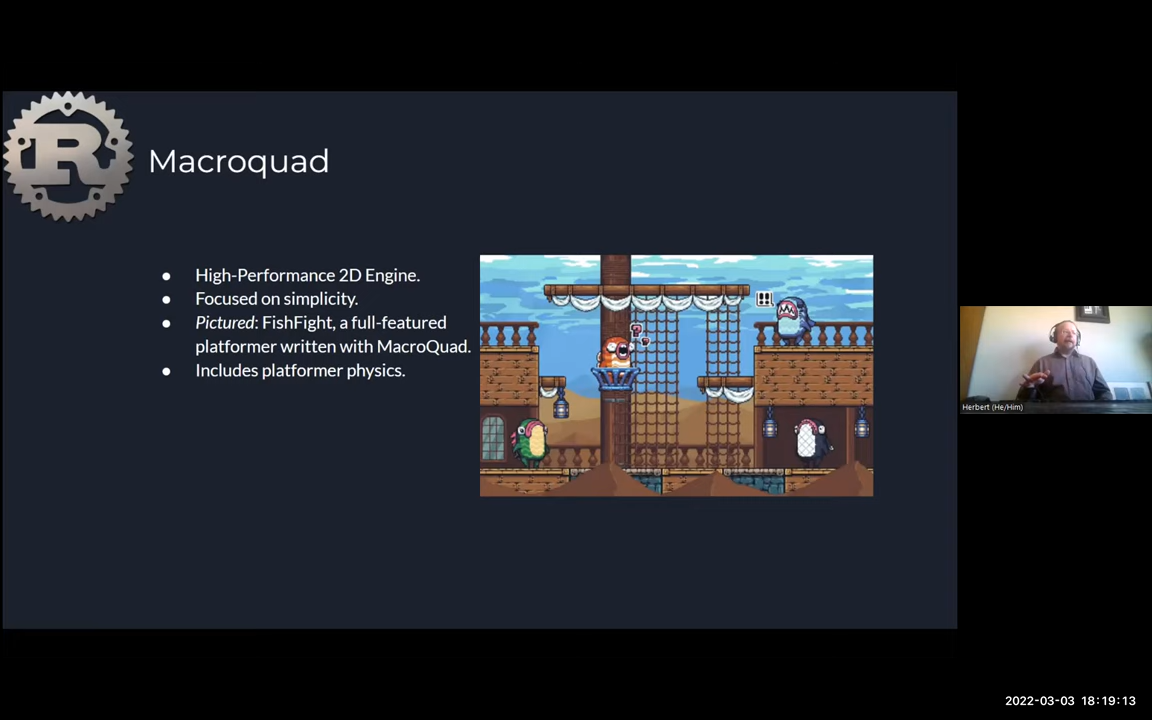 R
Macroquad
● High-Performance 2D Engine.
● Focused on simplicity.
● Pictured: FishFight, a full-featured
platformer written with MacroQuad.
● Includes platformer physics.
!!
Herbert (He/Him)
2022-03-03 18:19:13